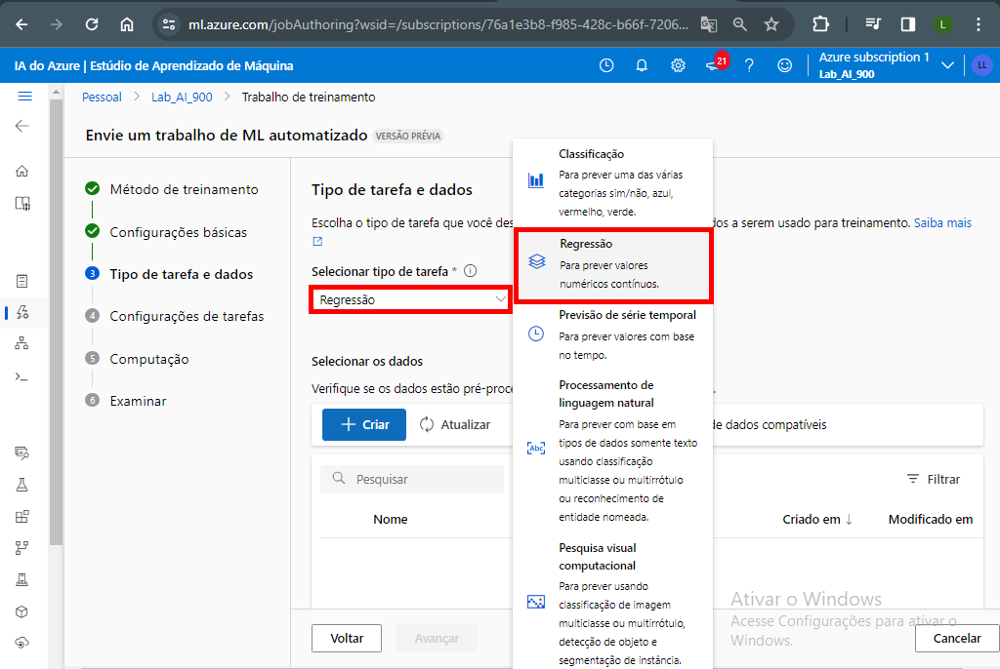 ml.azure.com/jobAuthoring?wsid=/subscriptions/76a1e3b8-f985-428c-b66f-7206...
L
IA do Azure | Estúdio de Aprendizado de Máquina
21
?
Azure subscription 1
Lab_AI_900
LL
Pessoal > Lab_AI_900 > Trabalho de treinamento
Envie um trabalho de ML automatizado VERSÃO PRÉVIA
Método de treinamento
Configurações básicas
3 Tipo de tarefa e dados
4 Configurações de tarefas
5 Computação
6 Examinar
Tipo de tarefa e dados
Escolha o tipo de tarefa que você des
dos a serem usado para treinamento. Saiba mais
Selecionar tipo de tarefa *
Regressão
Classificação
Para prever uma das várias
categorias sim/não, azul,
vermelho, verde.
Regressão
Para prever valores
numéricos contínuos.
Previsão de série temporal
Para prever valores com base
no tempo.
Processamento de
linguagem natural
Abc
Para prever com base em
tipos de dados somente texto
usando classificação
multiclasse ou multirrótulo
ou reconhecimento de
entidade nomeada.
Pesquisa visual
computacional
Para prever usando
classificação de imagem
multiclasse ou multirrótulo,
detecção de objeto e
segmentação de instância.
Selecionar os dados
Verifique se os dados estão pré-proce
Criar
Atualizar
de dados compatíveis
Pesquisar
Filtrar
Nome
Criado em ↓
Modificado em
Voltar
Avançar
Cancelar
Ativar o Windows
Acesse Configurações para ativar o
Windows.